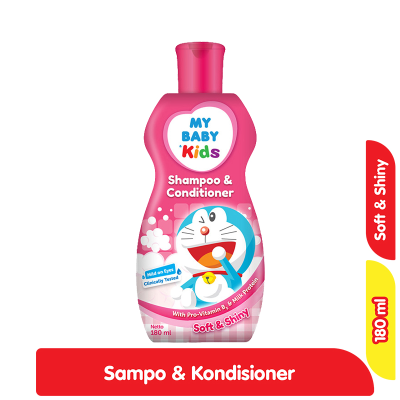 MY
BABY
Kids
Shampoo &
Conditioner
Mild on Eyes
Clinically Tested
With Pro-Vitamin B5 & Milk Protein
Soft & Shiny
Netto
180 ml
Soft & Shiny
180 ml
Sampo & Kondisioner